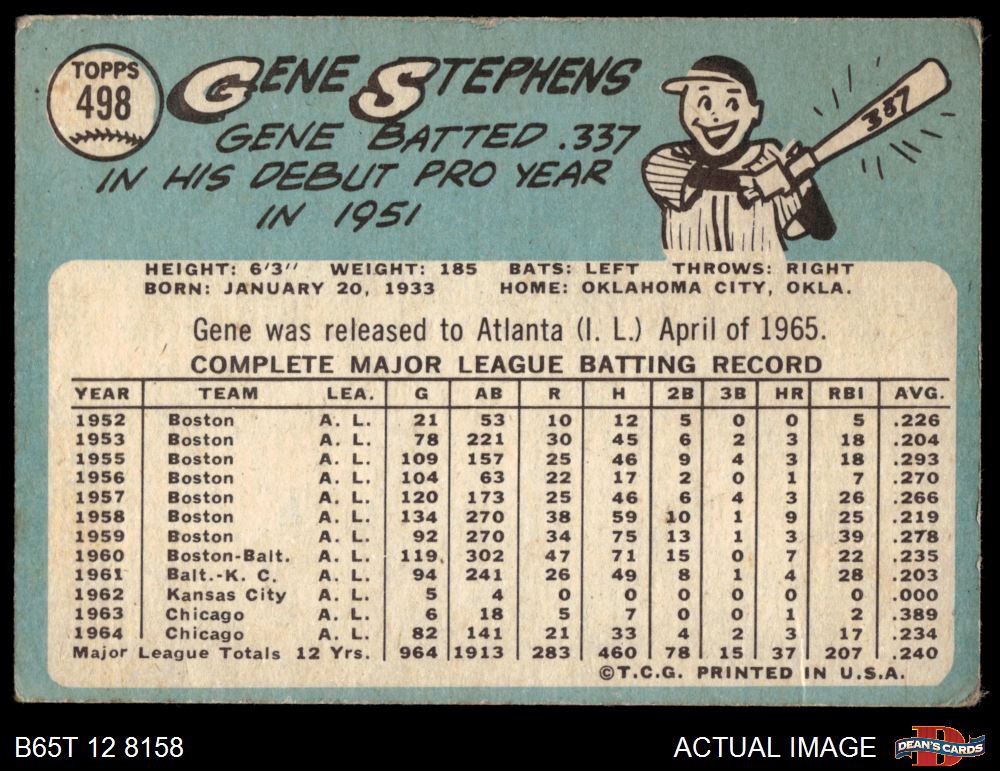 TOPPS
498
GENE STEPHENS
GENE BATTED .337
IN HIS DEBUT PRO YEAR
IN 1951
337
HEIGHT: 6'3" WEIGHT: 185 BATS: LEFT THROWS: RIGHT
BORN: JANUARY 20, 1933 HOME: OKLAHOMA CITY, OKLA.
Gene was released to Atlanta (I. L.) April of 1965.
COMPLETE MAJOR LEAGUE BATTING RECORD
YEAR TEAM LEA. G AB R H 2B 3B HR RBI AVG.
1952 Boston A. L. 21 53 10 12 5 0 0 5 .226
1953 Boston A. L. 78 221 30 45 6 2 3 18 .204
1955 Boston A. L. 109 157 25 46 9 4 3 18 .293
1956 Boston A. L. 104 63 22 17 2 0 1 7 .270
1957 Boston A. L. 120 173 25 46 6 4 3 26 .266
1958 Boston A. L. 134 270 38 59 10 1 9 25 .219
1959 Boston A. L. 92 270 34 75 13 1 3 39 .278
1960 Boston-Balt. A. L. 119 302 47 71 15 0 7 22 .235
1961 Balt.-K. C. A. L. 94 241 26 49 8 1 4 28 .203
1962 Kansas City A. L. 5 4 0 0 0 0 0 0 .000
1963 Chicago A. L. 6 18 5 7 0 0 1 2 .389
1964 Chicago A. L. 82 141 21 33 4 2 3 17 .234
Major League Totals 12 Yrs. 964 1913 283 460 78 15 37 207 .240
©T.C.G. PRINTED IN U.S.A.
B65T 12 8158 ACTUAL IMAGE D DEAN'S CARDS